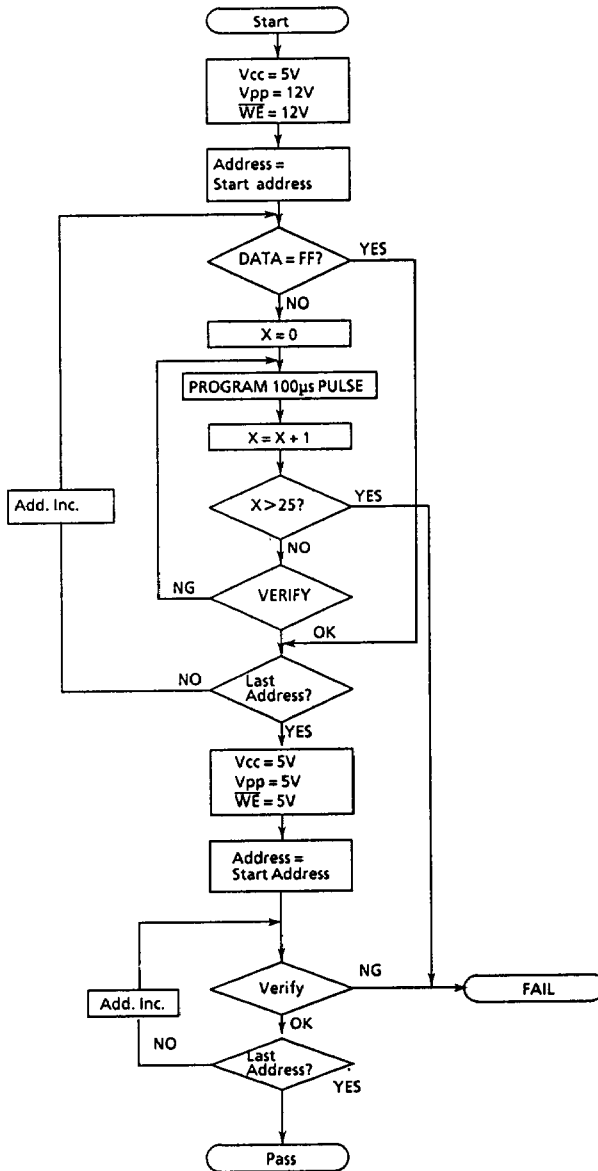 Start
Vcc = 5V
Vpp = 12V
W̅E̅ = 12V
Address =
Start address
DATA = FF?
YES
NO
X = 0
PROGRAM 100μs PULSE
X = X + 1
Add. Inc.
X > 25?
YES
NO
NG
VERIFY
OK
NO
Last
Address?
YES
Vcc = 5V
Vpp = 5V
W̅E̅ = 5V
Address =
Start Address
Verify
NG
FAIL
Add. Inc.
OK
NO
Last
Address?
YES
Pass